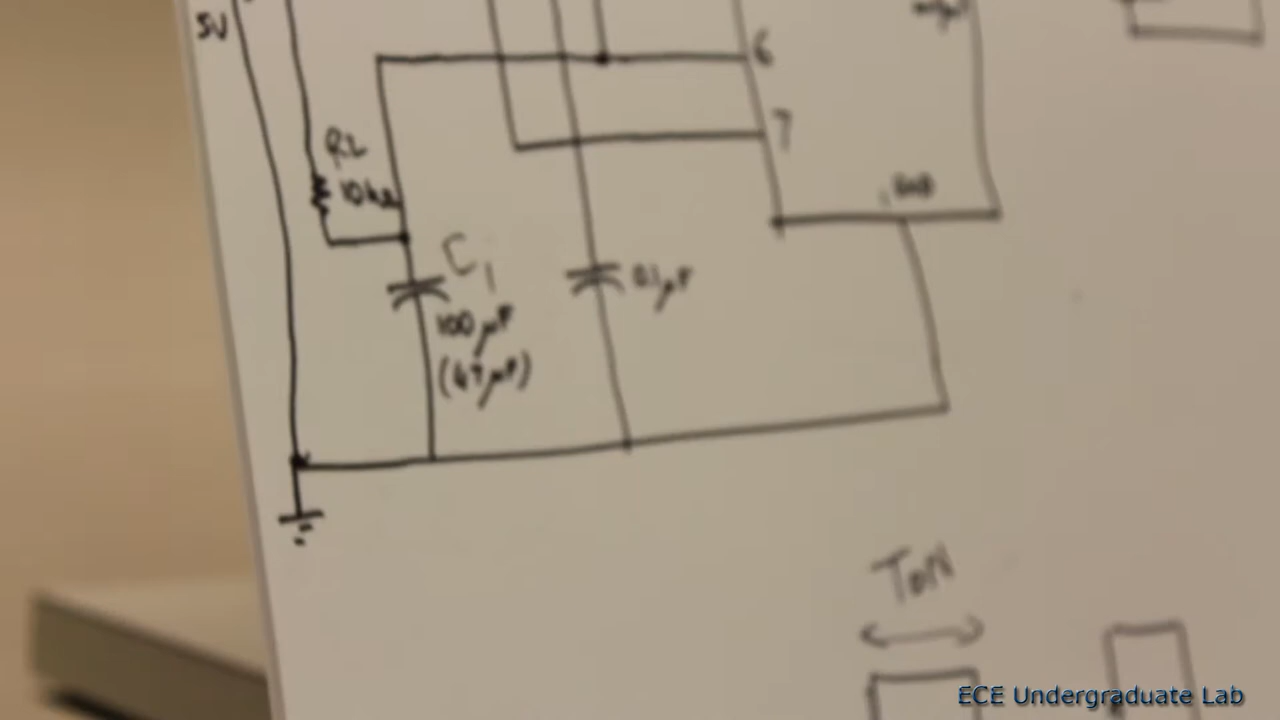 5V
6
7
R2
10kΩ
GND
C1
0.1µF
100µF
(47µF)
TON
ECE Undergraduate Lab